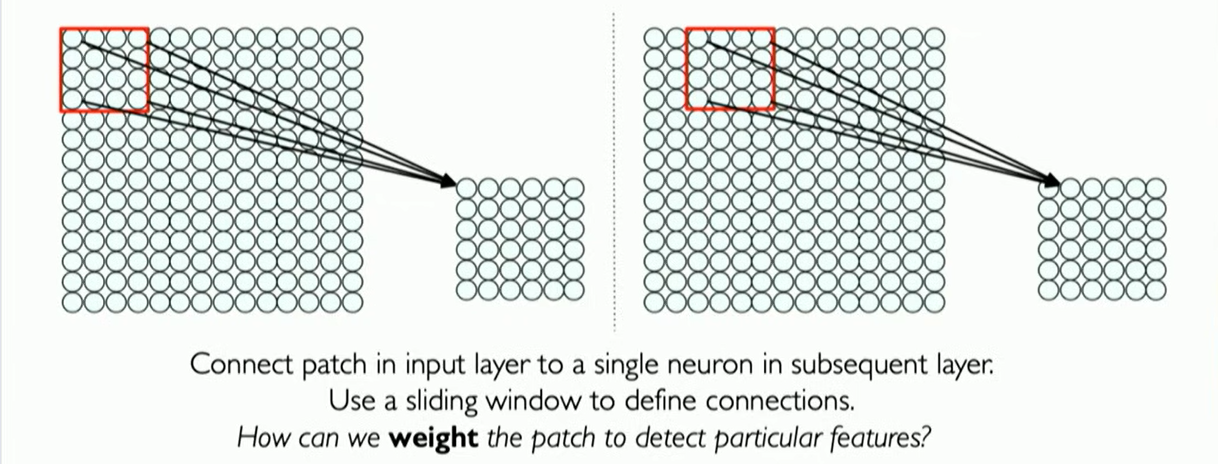 Connect patch in input layer to a single neuron in subsequent layer.
Use a sliding window to define connections.
How can we weight the patch to detect particular features?